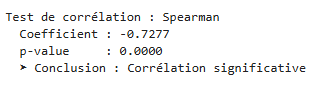 Test de corrélation : Spearman
Coefficient : -0.7277
p-value : 0.0000
➤ Conclusion : Corrélation significative